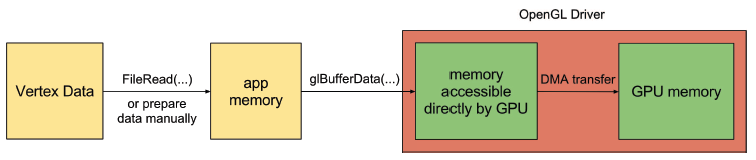 OpenGL Driver
Vertex Data
FileRead(...)
or prepare
data manually
app
memory
glBufferData(...)
memory
accessible
directly by GPU
DMA transfer
GPU memory